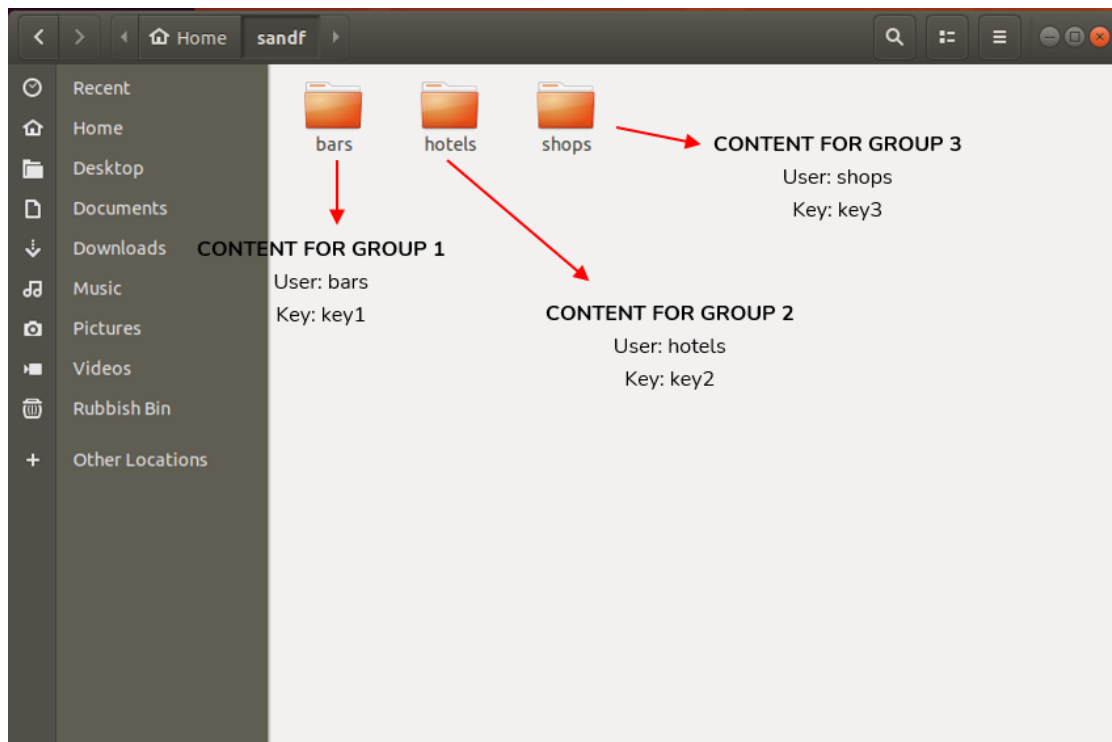 Home
sandf
Recent
Home
Desktop
Documents
Downloads
Music
Pictures
Videos
Rubbish Bin
Other Locations
bars
hotels
shops
CONTENT FOR GROUP 1
User: bars
Key: key1
CONTENT FOR GROUP 2
User: hotels
Key: key2
CONTENT FOR GROUP 3
User: shops
Key: key3